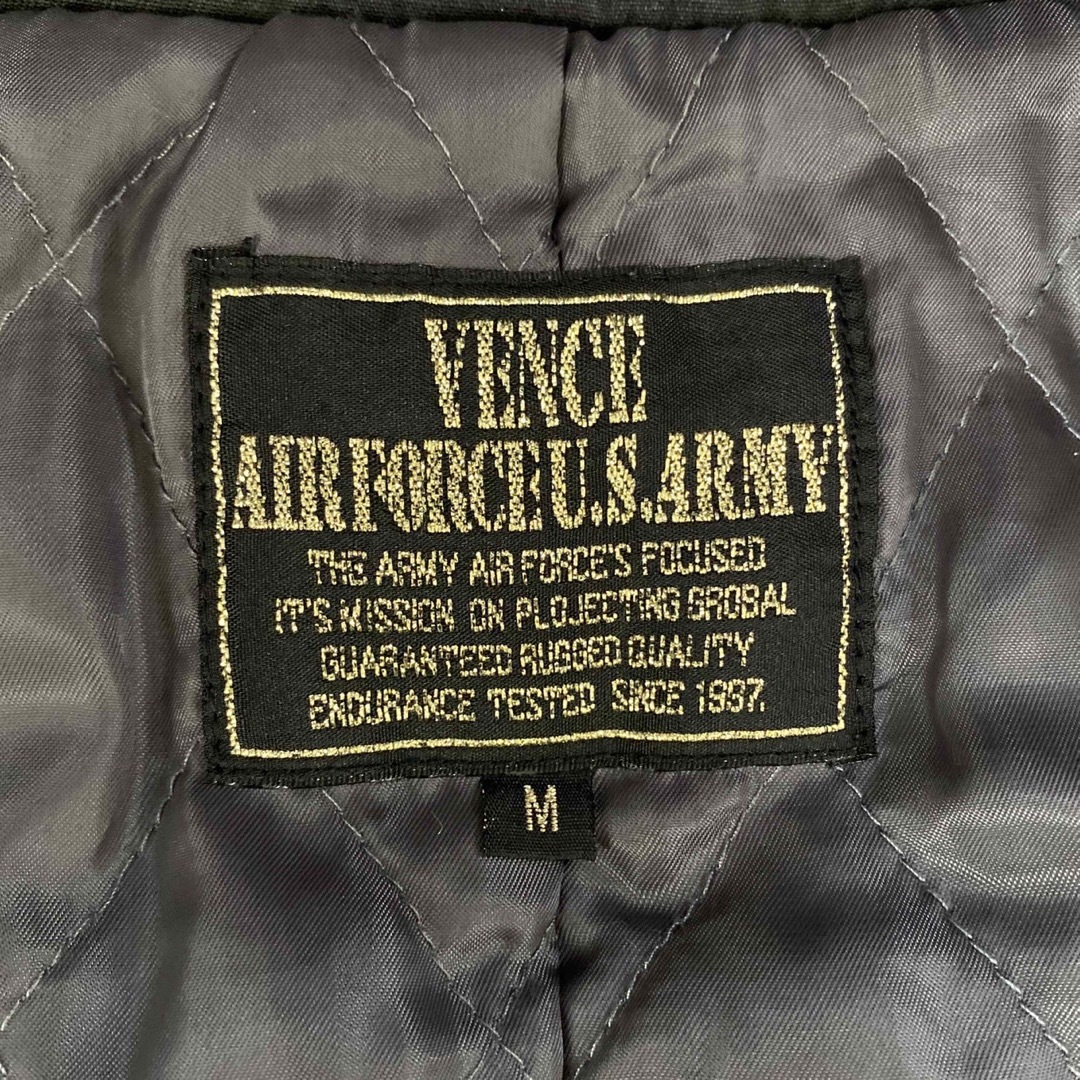 VENCE
AIR FORCE U.S. ARMY
THE ARMY AIR FORCE'S FOCUSED
IT'S MISSION ON PLOJECTING GROBAL
GUARANTEED RUGGED QUALITY
ENDURANCE TESTED SINCE 1997.
M